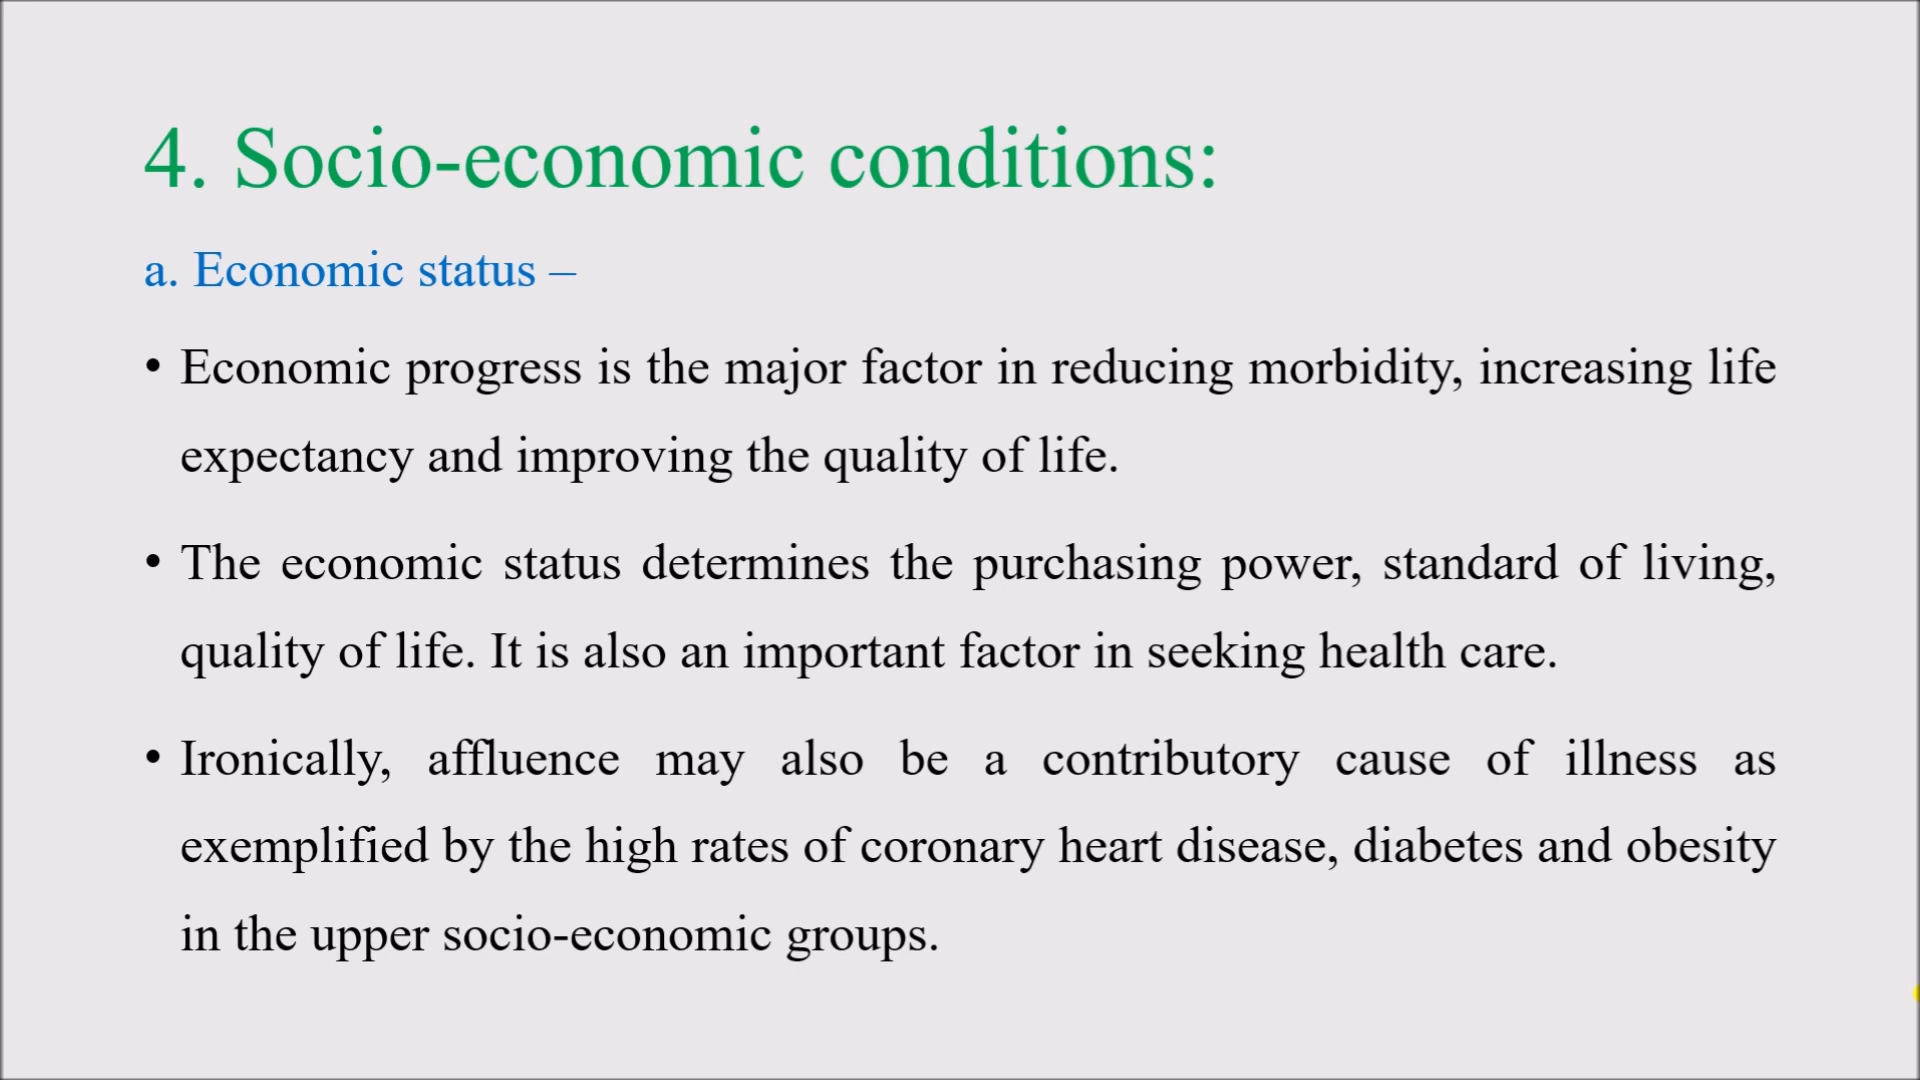 4. Socio-economic conditions:
a. Economic status –
• Economic progress is the major factor in reducing morbidity, increasing life
expectancy and improving the quality of life.
• The economic status determines the purchasing power, standard of living,
quality of life. It is also an important factor in seeking health care.
• Ironically, affluence may also be a contributory cause of illness as
exemplified by the high rates of coronary heart disease, diabetes and obesity
in the upper socio-economic groups.